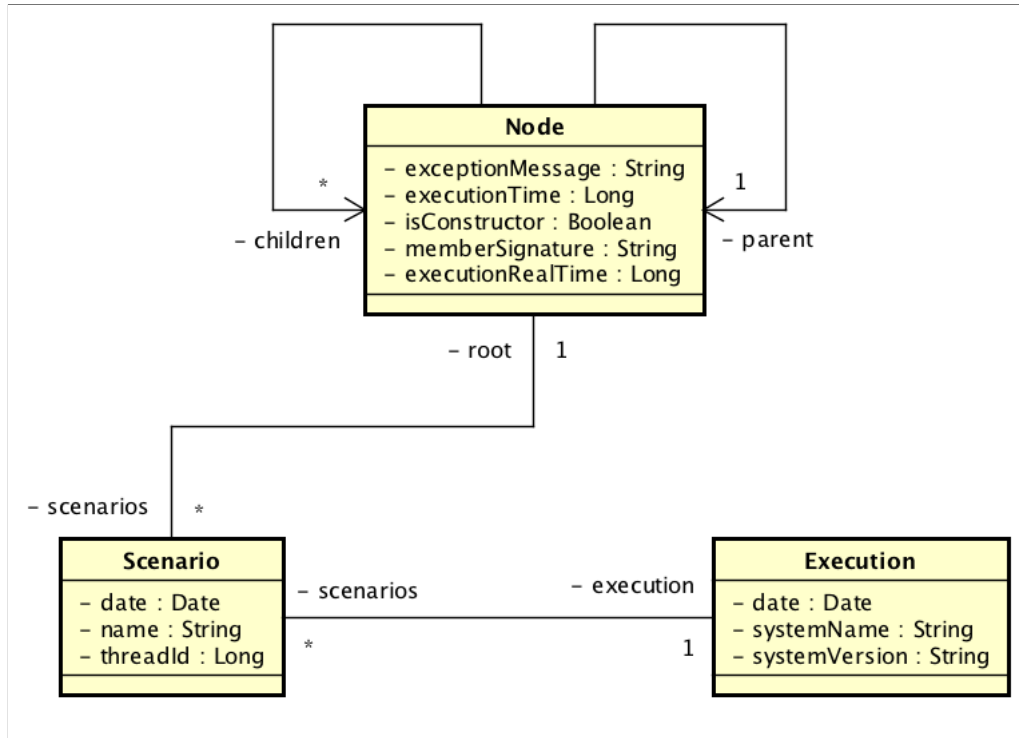 Node
– exceptionMessage : String
– executionTime : Long
– isConstructor : Boolean
– memberSignature : String
– executionRealTime : Long
*
– children
1
– parent
– root
1
– scenarios
*
Scenario
– date : Date
– name : String
– threadId : Long
– scenarios
*
– execution
1
Execution
– date : Date
– systemName : String
– systemVersion : String